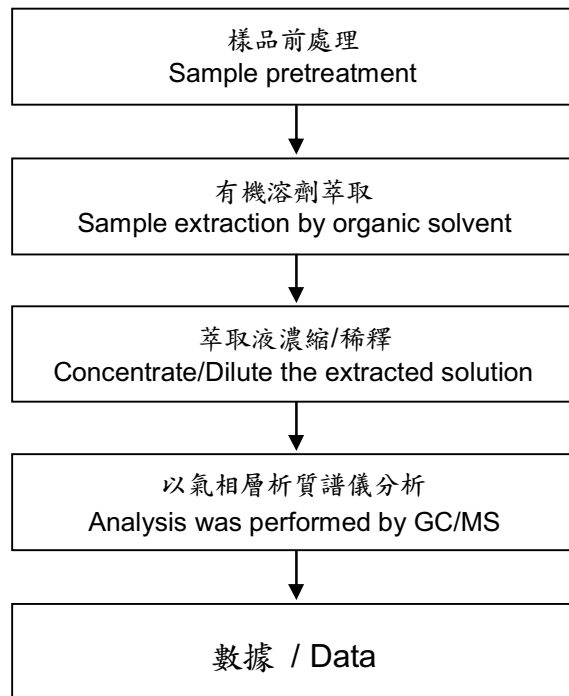 樣品前處理
Sample pretreatment
有機溶劑萃取
Sample extraction by organic solvent
萃取液濃縮/稀釋
Concentrate/Dilute the extracted solution
以氣相層析質譜儀分析
Analysis was performed by GC/MS
數據 / Data